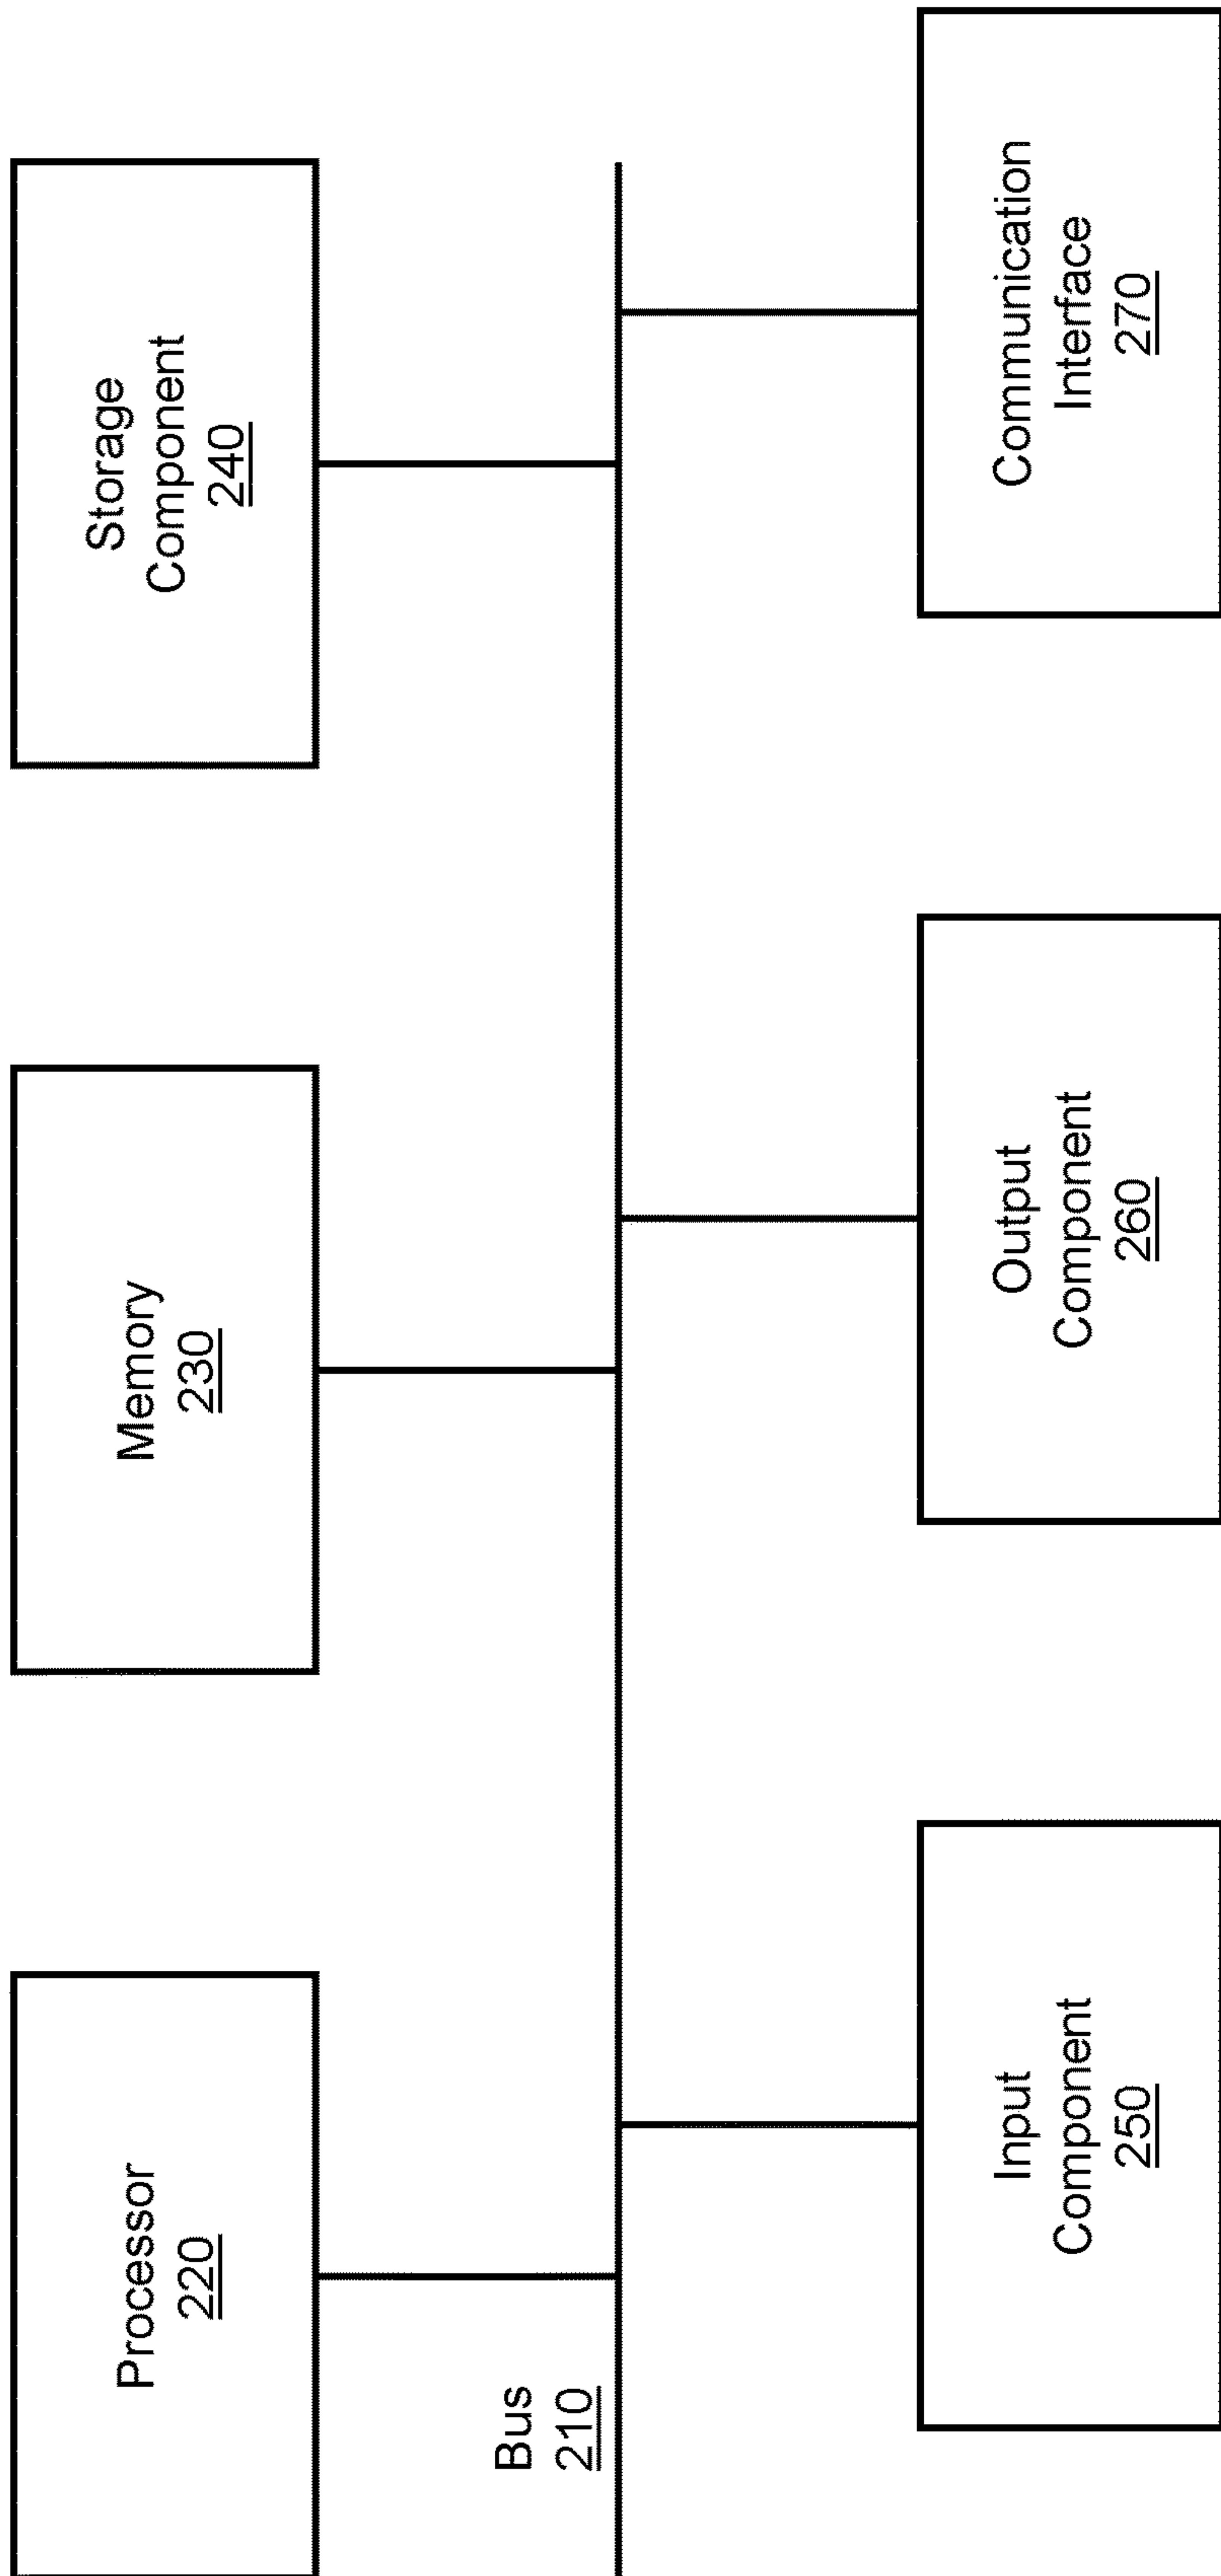 Processor
220
Memory
230
Storage
Component
240
Bus
210
Input
Component
250
Output
Component
260
Communication
Interface
270